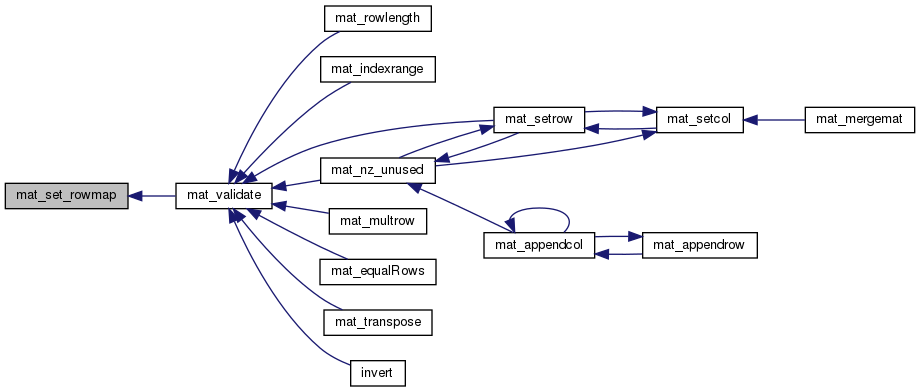 mat_rowlength
mat_indexrange
mat_setrow
mat_setcol
mat_mergemat
mat_nz_unused
mat_set_rowmap
mat_validate
mat_multrow
mat_appendcol
mat_appendrow
mat_equalRows
mat_transpose
invert